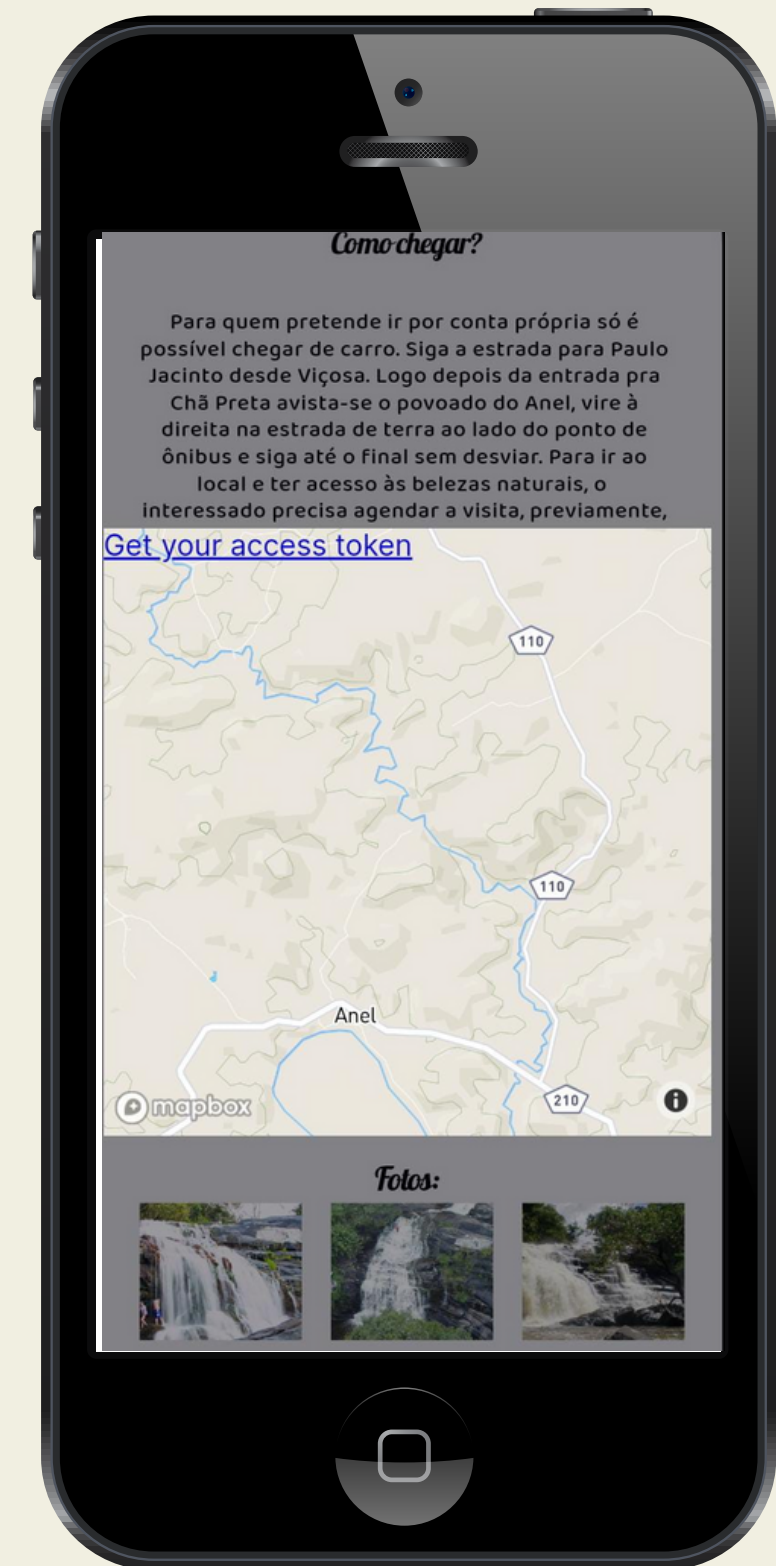 Como chegar?
Para quem pretende ir por conta própria só é
possível chegar de carro. Siga a estrada para Paulo
Jacinto desde Viçosa. Logo depois da entrada pra
Chã Preta avista-se o povoado do Anel, vire à
direita na estrada de terra ao lado do ponto de
ônibus e siga até o final sem desviar. Para ir ao
local e ter acesso às belezas naturais, o
interessado precisa agendar a visita, previamente,
Get your access token
110
110
Anel
210
mapbox
Fotos: